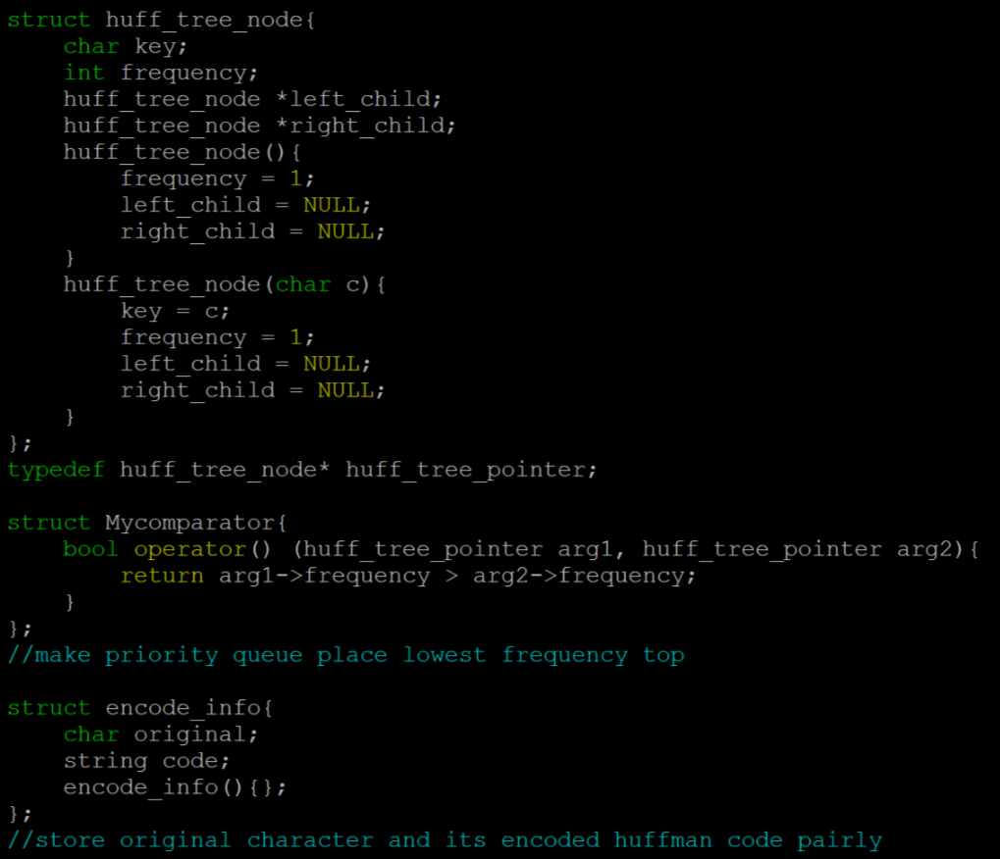 struct huff_tree_node{
    char key;
    int frequency;
    huff_tree_node *left_child;
    huff_tree_node *right_child;
    huff_tree_node(){
        frequency = 1;
        left_child = NULL;
        right_child = NULL;
    }
    huff_tree_node(char c){
        key = c;
        frequency = 1;
        left_child = NULL;
        right_child = NULL;
    }
};
typedef huff_tree_node* huff_tree_pointer;

struct Mycomparator{
    bool operator() (huff_tree_pointer arg1, huff_tree_pointer arg2){
        return arg1->frequency > arg2->frequency;
    }
};
//make priority queue place lowest frequency top

struct encode_info{
    char original;
    string code;
    encode_info(){};
};
//store original character and its encoded huffman code pairly